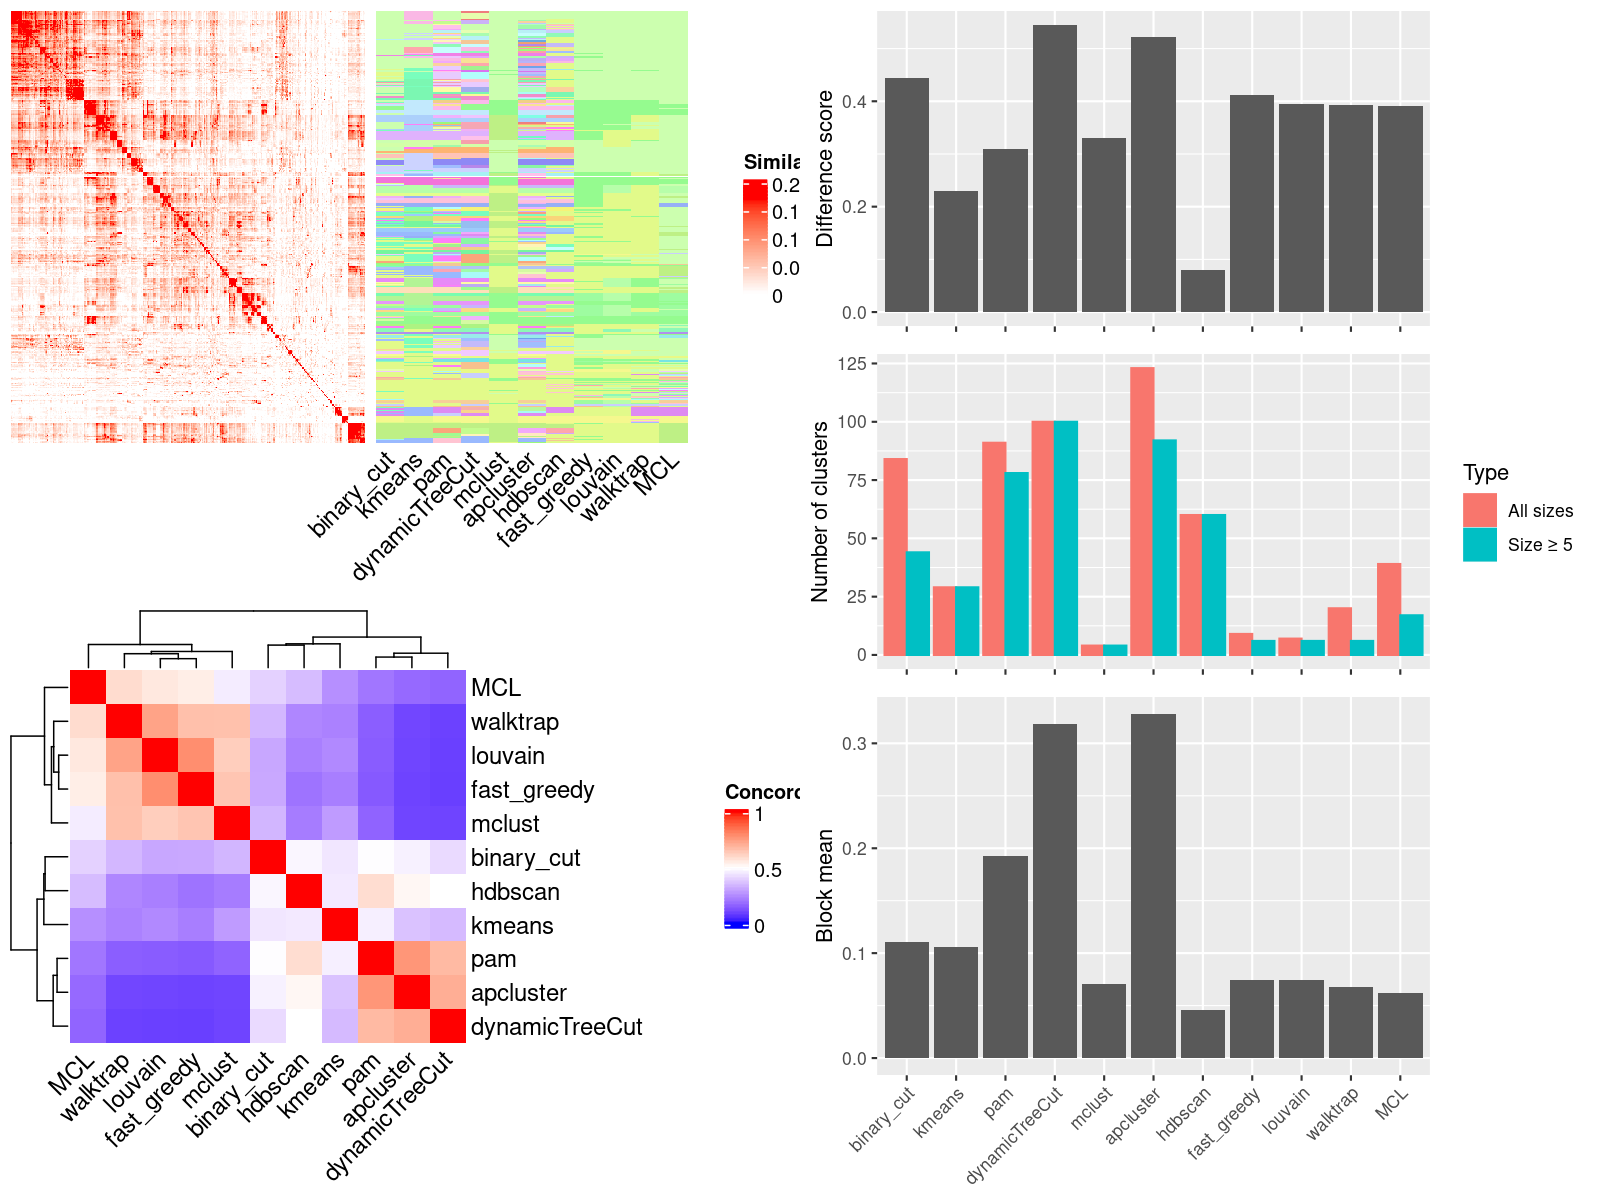 Simila
0.2
0.1
0.1
0.0
0
binary_cut
kmeans
pam
dynamicTreeCut
mclust
apcluster
hdbscan
fast_greedy
louvain
walktrap
MCL
MCL
walktrap
louvain
fast_greedy
mclust
binary_cut
hdbscan
kmeans
pam
apcluster
dynamicTreeCut
MCL
walktrap
louvain
fast_greedy
mclust
binary_cut
hdbscan
kmeans
pam
apcluster
dynamicTreeCut
Concord
1
0.5
0
Difference score
0.4
0.2
0.0
Number of clusters
125
100
75
50
25
0
Type
All sizes
Size ≥ 5
Block mean
0.3
0.2
0.1
0.0
binary_cut
kmeans
pam
dynamicTreeCut
mclust
apcluster
hdbscan
fast_greedy
louvain
walktrap
MCL